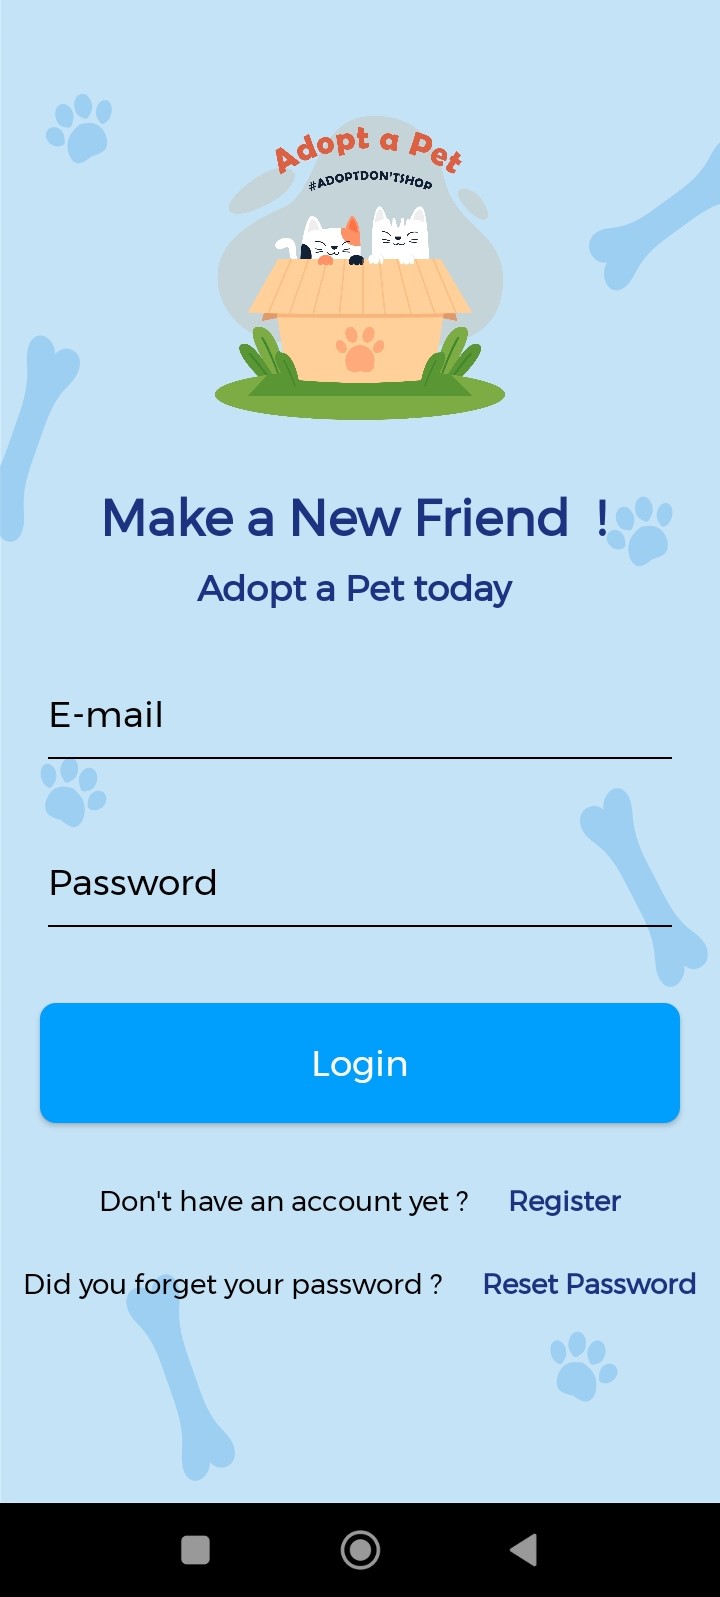 Adopt a Pet
#ADOPTDON'TSHOP
Make a New Friend !
Adopt a Pet today
E-mail
Password
Login
Don't have an account yet ? Register
Did you forget your password ? Reset Password